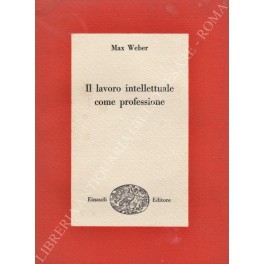 Max Weber
Il lavoro intellettuale
come professione
Einaudi Editore